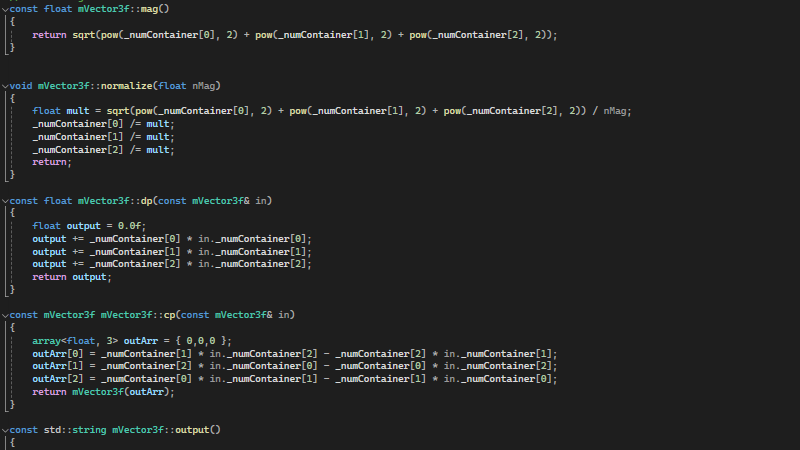 const float mVector3f::mag()
{
    return sqrt(pow(_numContainer[0], 2) + pow(_numContainer[1], 2) + pow(_numContainer[2], 2));
}
void mVector3f::normalize(float nMag)
{
    float mult = sqrt(pow(_numContainer[0], 2) + pow(_numContainer[1], 2) + pow(_numContainer[2], 2)) / nMag;
    _numContainer[0] /= mult;
    _numContainer[1] /= mult;
    _numContainer[2] /= mult;
    return;
}
const float mVector3f::dp(const mVector3f& in)
{
    float output = 0.0f;
    output += _numContainer[0] * in._numContainer[0];
    output += _numContainer[1] * in._numContainer[1];
    output += _numContainer[2] * in._numContainer[2];
    return output;
}
const mVector3f mVector3f::cp(const mVector3f& in)
{
    array<float, 3> outArr = { 0,0,0 };
    outArr[0] = _numContainer[1] * in._numContainer[2] - _numContainer[2] * in._numContainer[1];
    outArr[1] = _numContainer[2] * in._numContainer[0] - _numContainer[0] * in._numContainer[2];
    outArr[2] = _numContainer[0] * in._numContainer[1] - _numContainer[1] * in._numContainer[0];
    return mVector3f(outArr);
}
const std::string mVector3f::output()
{